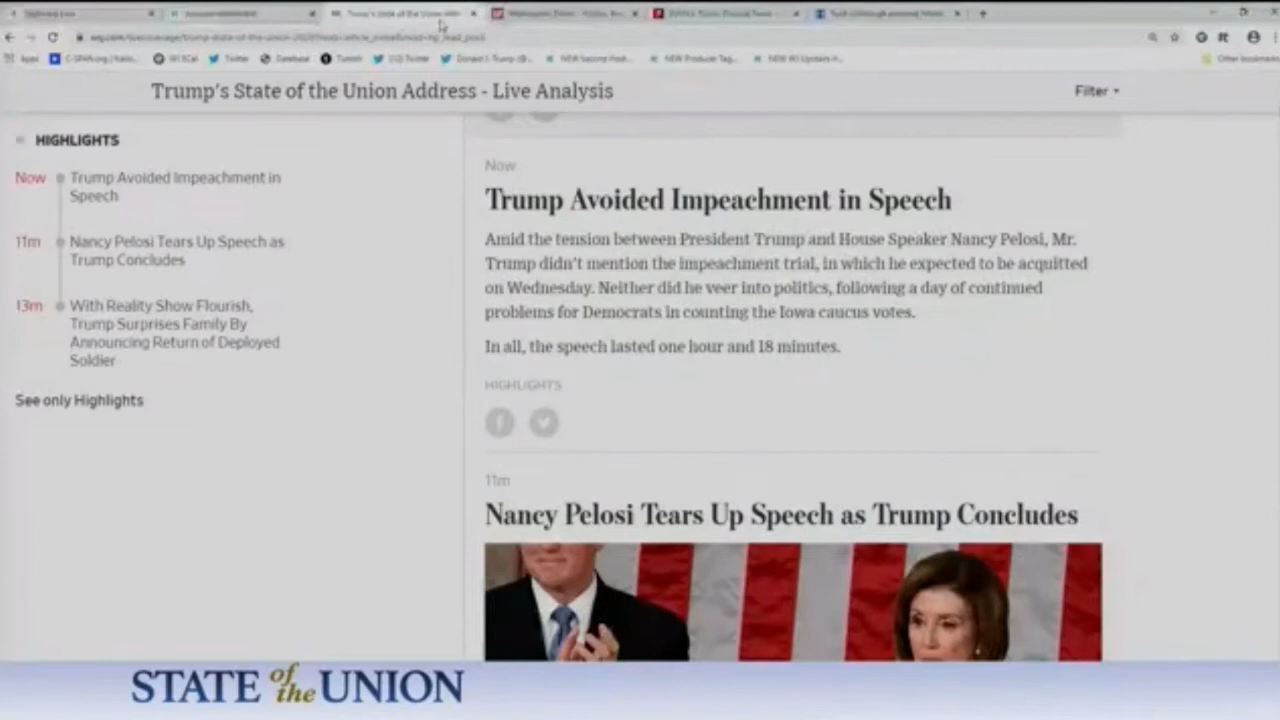 Trump's State of the Union Address - Live Analysis
Filter
HIGHLIGHTS
Now
Trump Avoided Impeachment in
Speech
11m
Nancy Pelosi Tears Up Speech as
Trump Concludes
13m
With Reality Show Flourish,
Trump Surprises Family By
Announcing Return of Deployed
Soldier
See only Highlights
Now
Trump Avoided Impeachment in Speech
Amid the tension between President Trump and House Speaker Nancy Pelosi, Mr.
Trump didn't mention the impeachment trial, in which he expected to be acquitted
on Wednesday. Neither did he veer into politics, following a day of continued
problems for Democrats in counting the Iowa caucus votes.
In all, the speech lasted one hour and 18 minutes.
HIGHLIGHTS
11m
Nancy Pelosi Tears Up Speech as Trump Concludes
STATE of the UNION